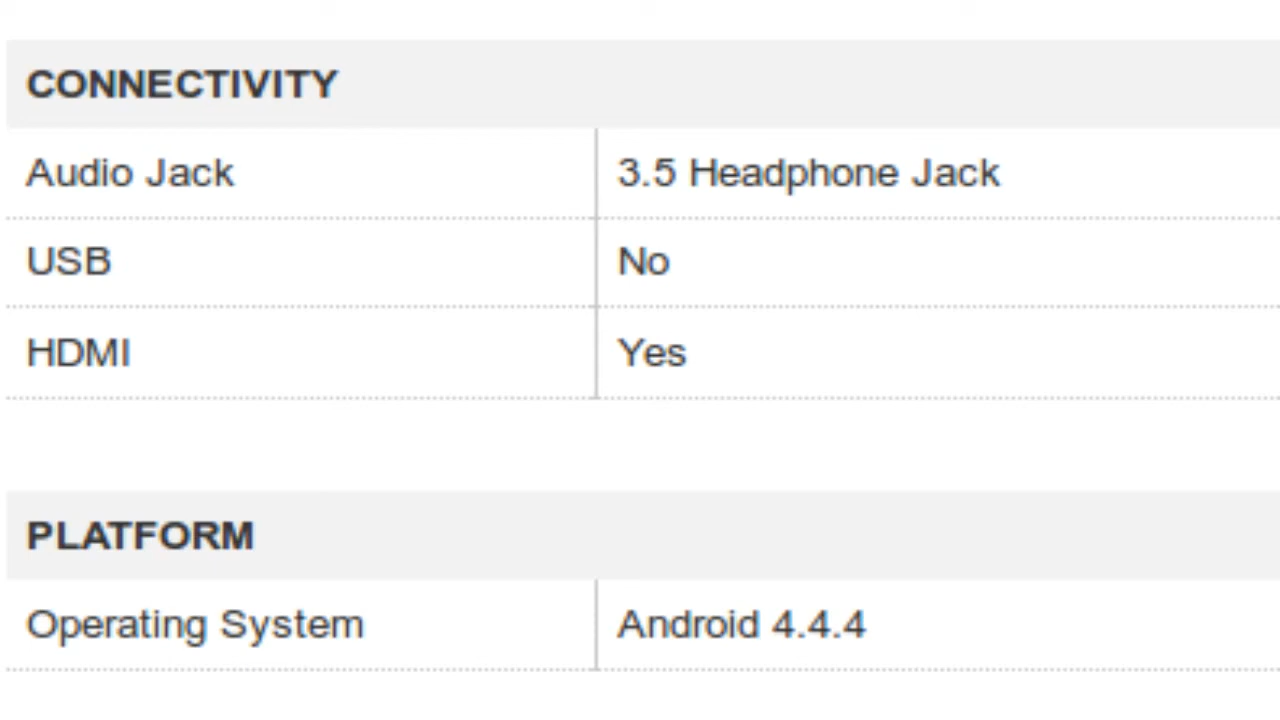 CONNECTIVITY
Audio Jack 3.5 Headphone Jack
USB No
HDMI Yes
PLATFORM
Operating System Android 4.4.4